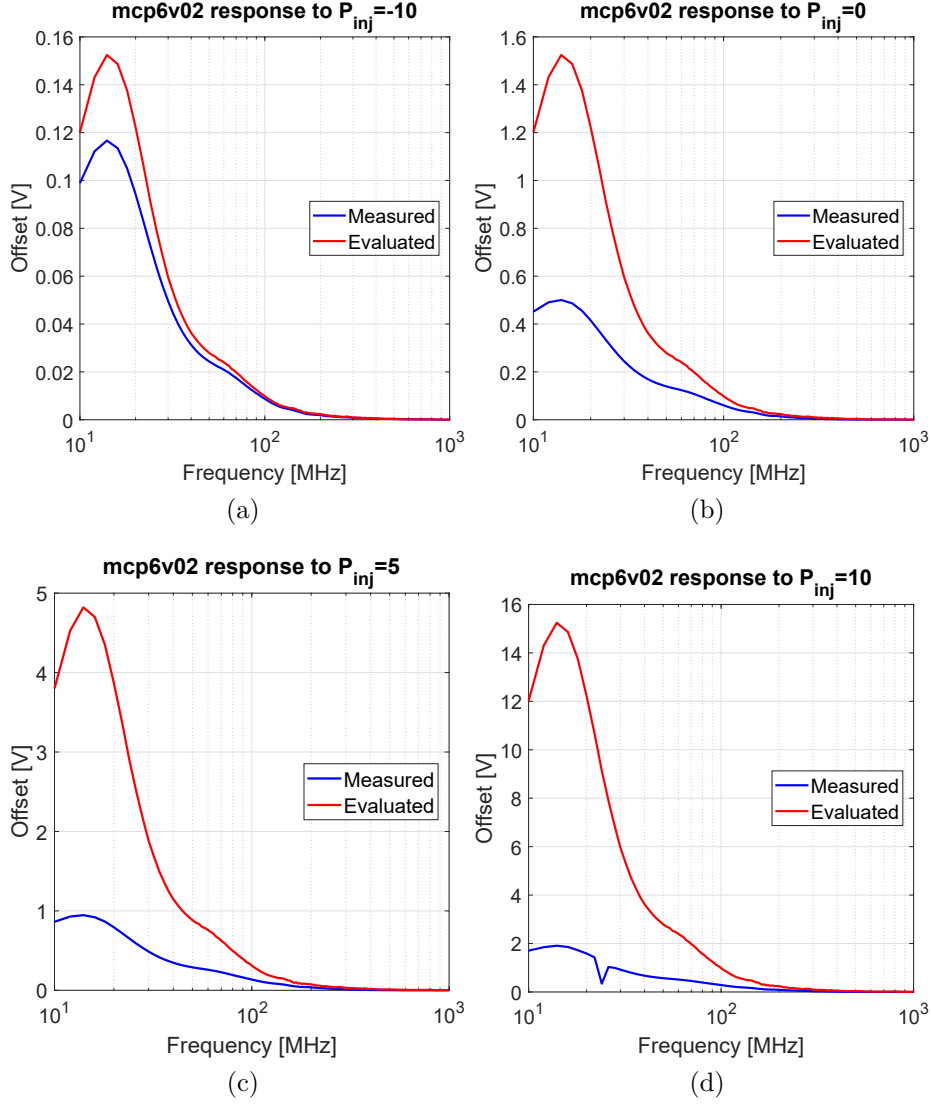 mcp6v02 response to P_inj=-10
0.16
0.14
0.12
0.1
0.08
0.06
0.04
0.02
0
Offset [V]
Measured
Evaluated
10^1
10^2
10^3
Frequency [MHz]
(a)
mcp6v02 response to P_inj=0
1.6
1.4
1.2
1
0.8
0.6
0.4
0.2
0
Offset [V]
Measured
Evaluated
10^1
10^2
10^3
Frequency [MHz]
(b)
mcp6v02 response to P_inj=5
5
4
3
2
1
0
Offset [V]
Measured
Evaluated
10^1
10^2
10^3
Frequency [MHz]
(c)
mcp6v02 response to P_inj=10
16
14
12
10
8
6
4
2
0
Offset [V]
Measured
Evaluated
10^1
10^2
10^3
Frequency [MHz]
(d)